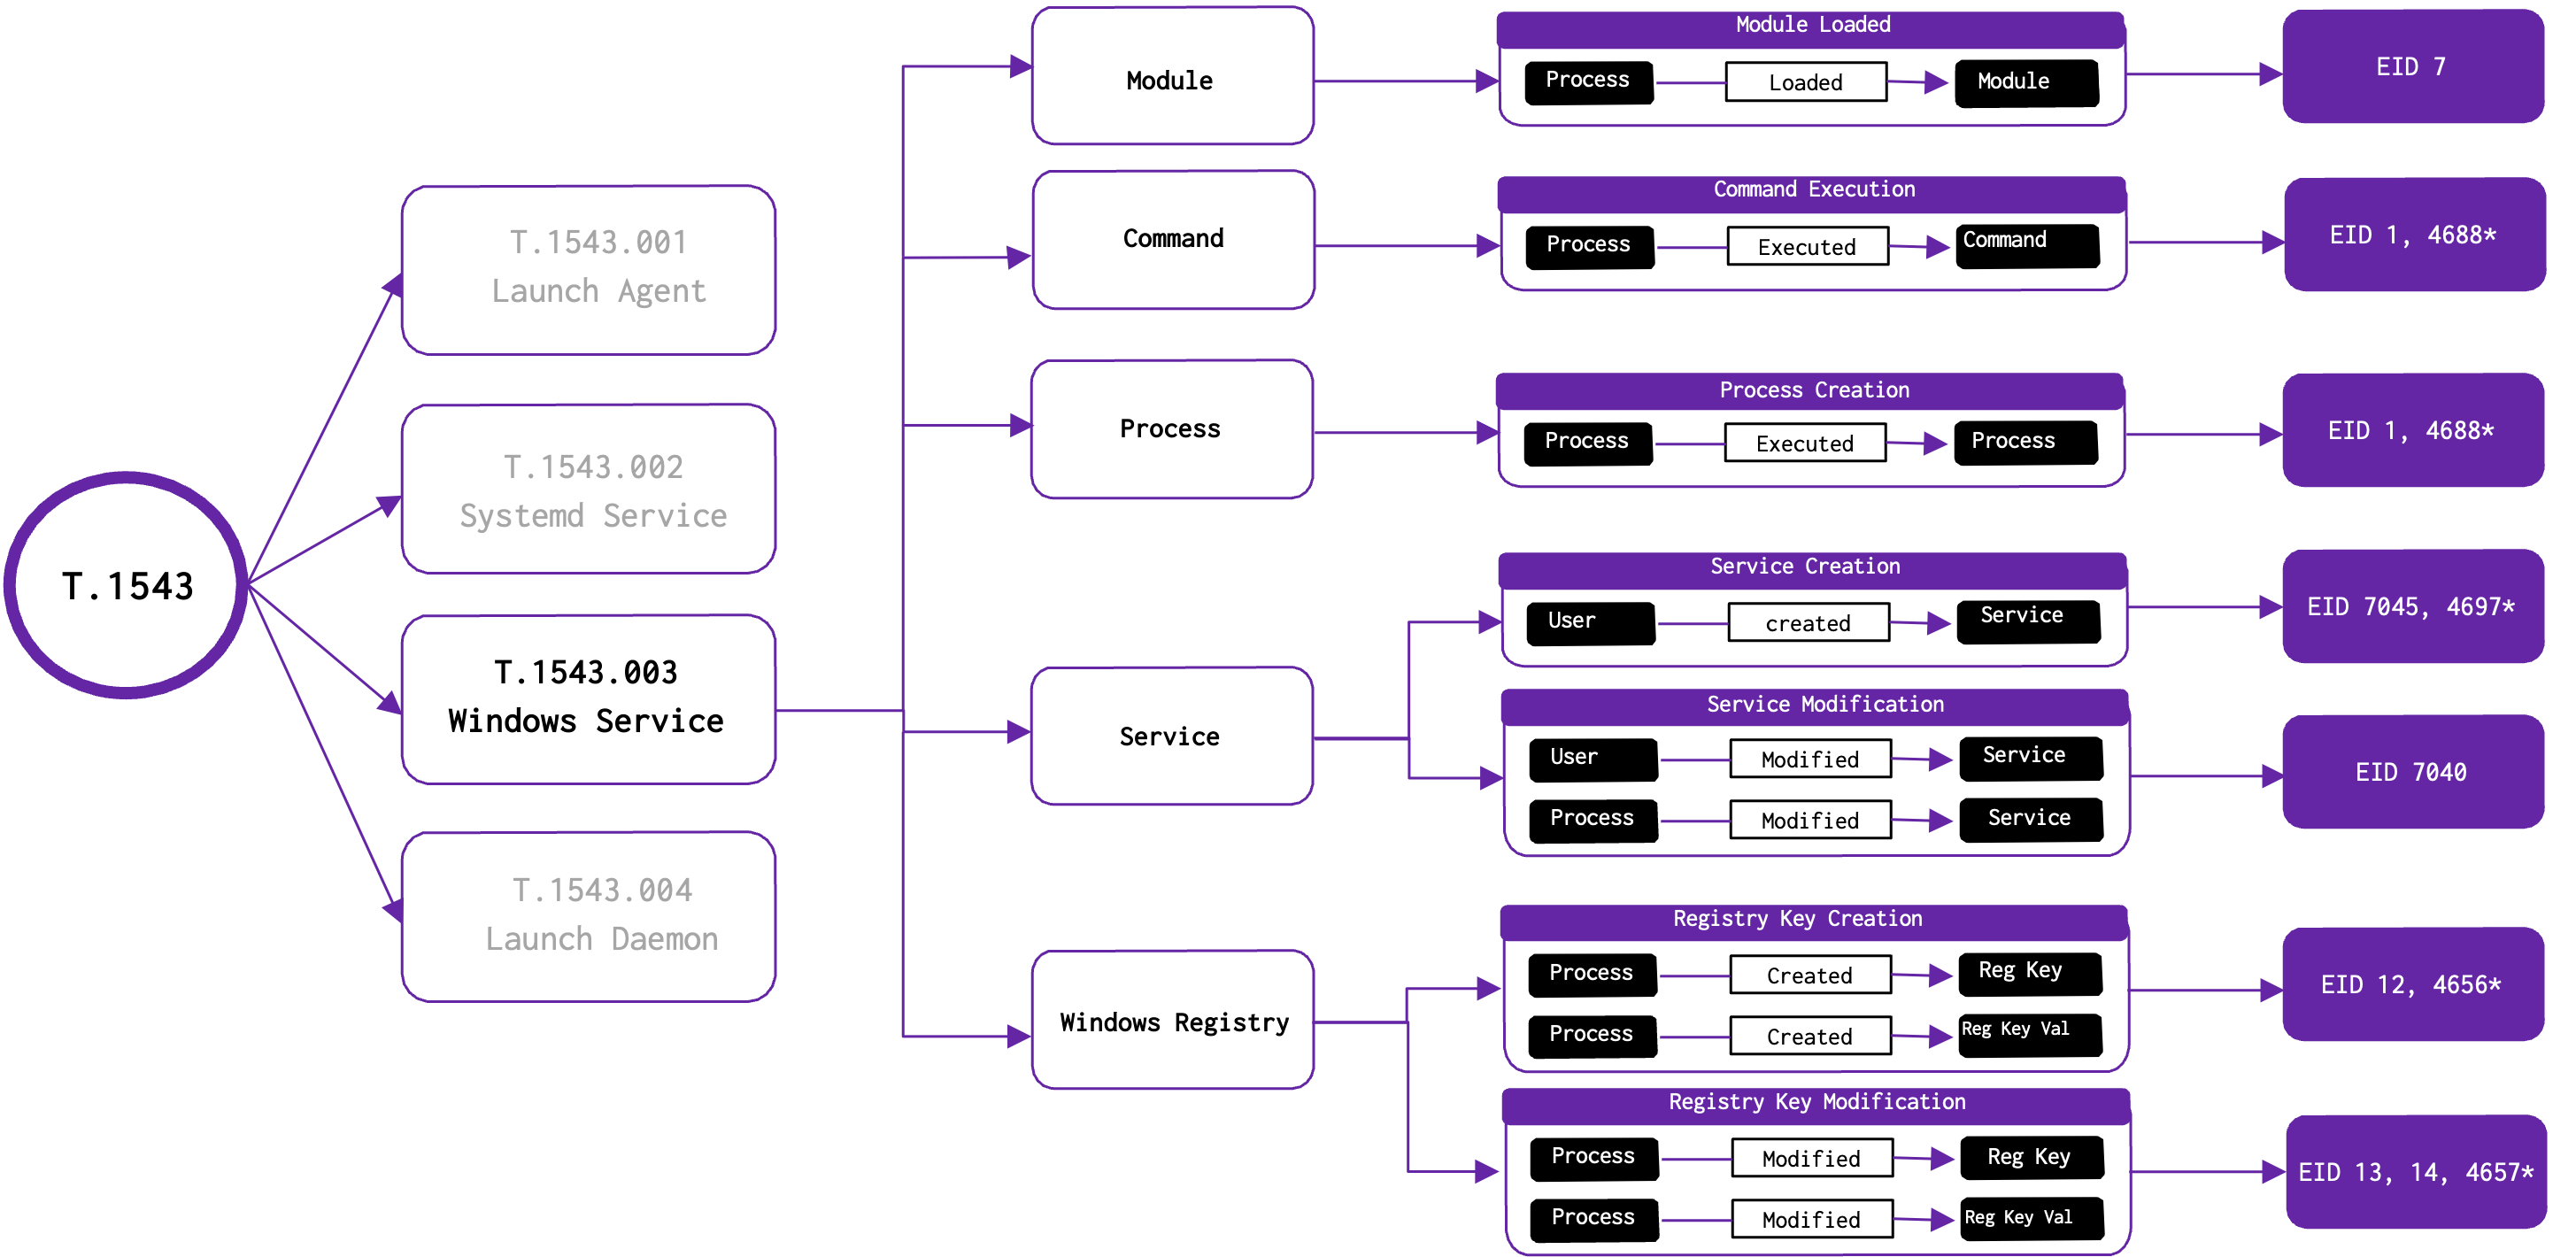 T.1543
T.1543.001
Launch Agent
T.1543.002
Systemd Service
T.1543.003
Windows Service
T.1543.004
Launch Daemon
Module
Command
Process
Service
Windows Registry
Module Loaded
Process Loaded Module
EID 7
Command Execution
Process Executed Command
EID 1, 4688*
Process Creation
Process Executed Process
EID 1, 4688*
Service Creation
User created Service
EID 7045, 4697*
Service Modification
User Modified Service
Process Modified Service
EID 7040
Registry Key Creation
Process Created Reg Key
Process Created Reg Key Val
EID 12, 4656*
Registry Key Modification
Process Modified Reg Key
Process Modified Reg Key Val
EID 13, 14, 4657*